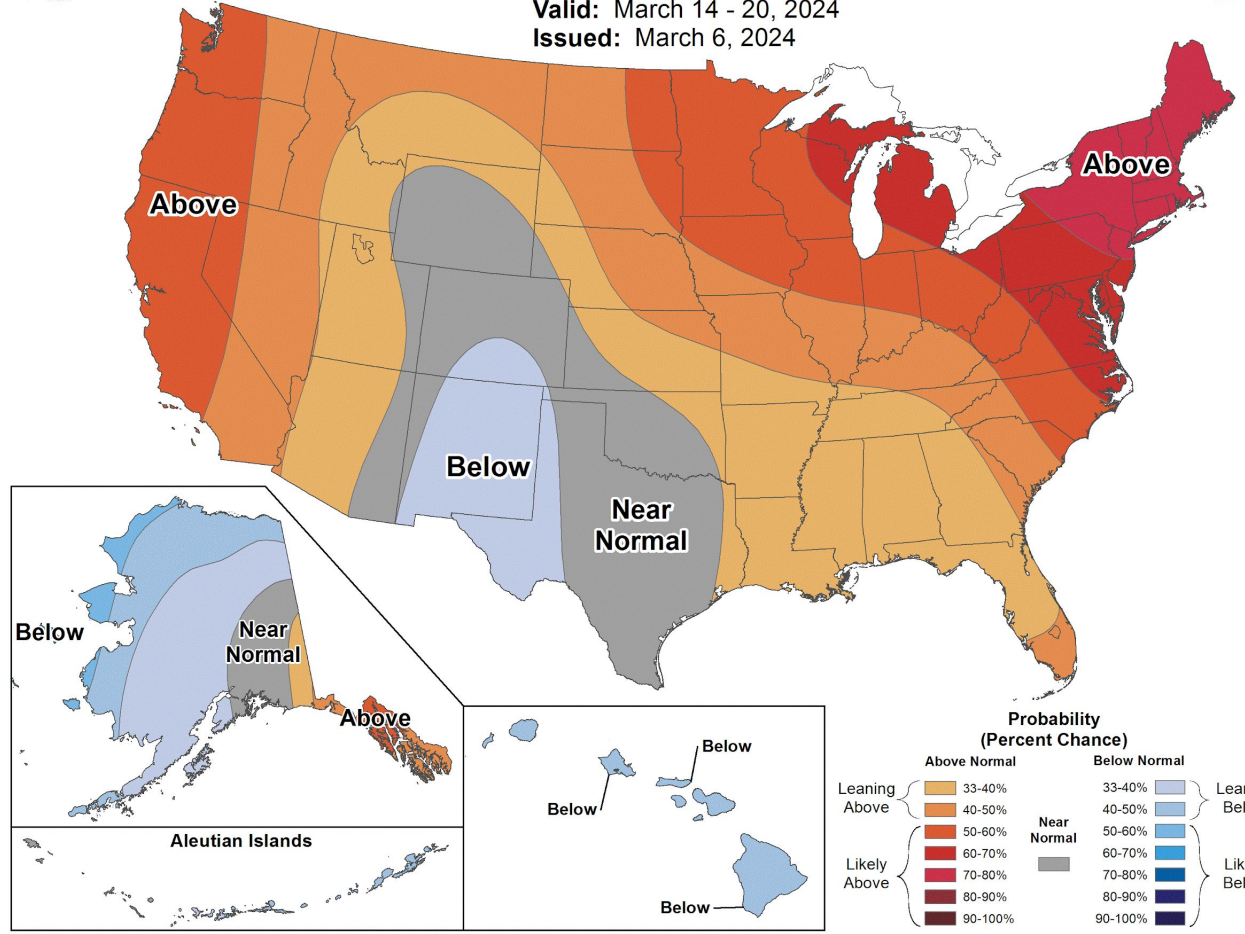 Valid: March 14 - 20, 2024
Issued: March 6, 2024
Above
Above
Below
Near
Normal
Below
Near
Normal
Above
Aleutian Islands
Below
Below
Below
Probability
(Percent Chance)
Above Normal
Below Normal
Leaning
Above
33-40%
40-50%
Likely
Above
50-60%
60-70%
70-80%
80-90%
90-100%
Near
Normal
33-40%
40-50%
50-60%
60-70%
70-80%
80-90%
90-100%